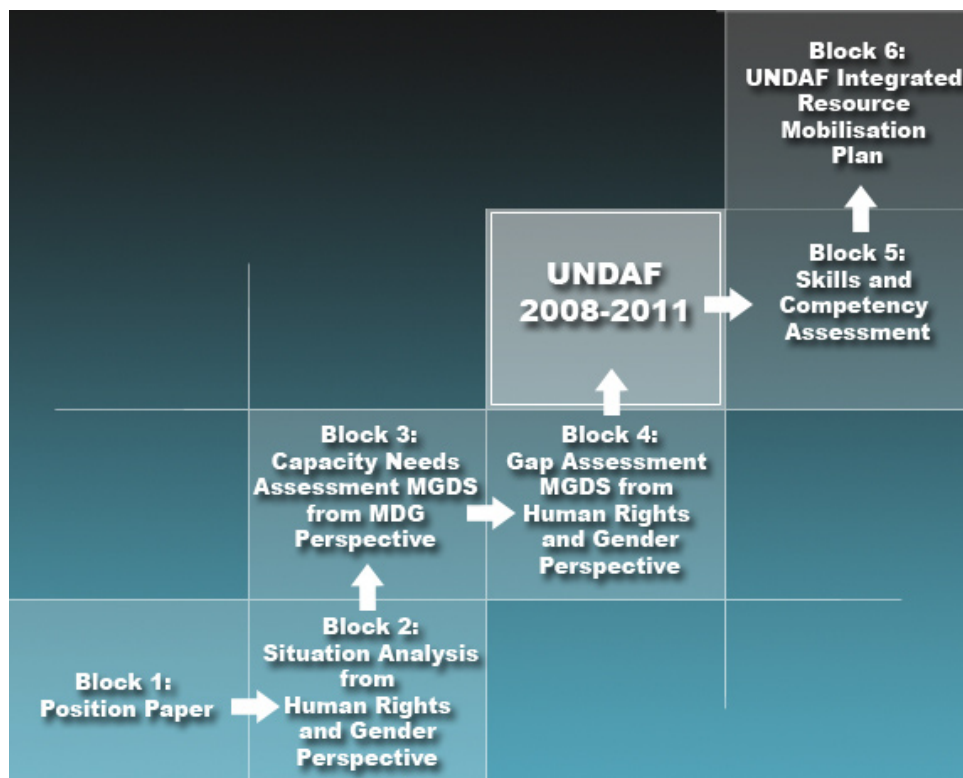 Block 6:
UNDAF Integrated
Resource
Mobilisation
Plan
UNDAF
2008-2011
Block 5:
Skills and
Competency
Assessment
Block 3:
Capacity Needs
Assessment MGDS
from MDG
Perspective
Block 4:
Gap Assessment
MGDS from
Human Rights
and Gender
Perspective
Block 1:
Position Paper
Block 2:
Situation Analysis
from
Human Rights
and Gender
Perspective